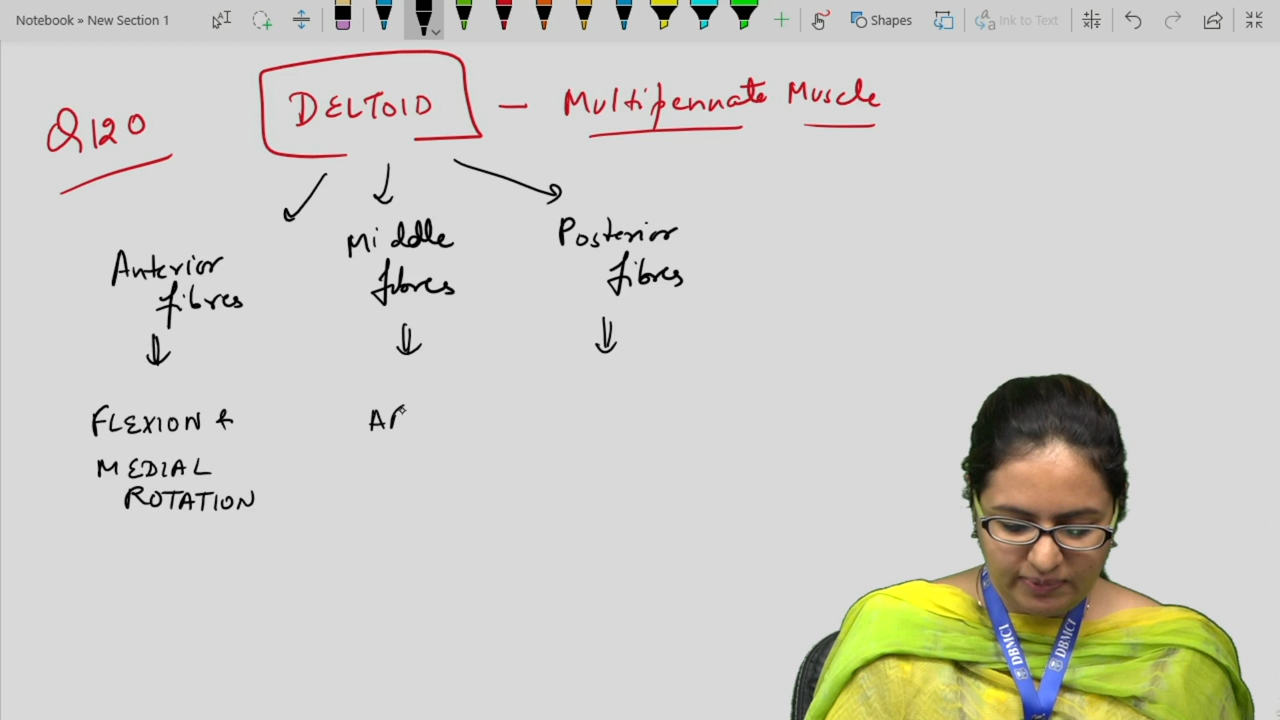 Notebook » New Section 1
Shapes
Ink to Text
Q120
DELTOID - Multipennate Muscle
Anterior
fibres
Middle
fibres
Posterior
fibres
FLEXION &
MEDIAL
ROTATION
DBMCI
DBMCI